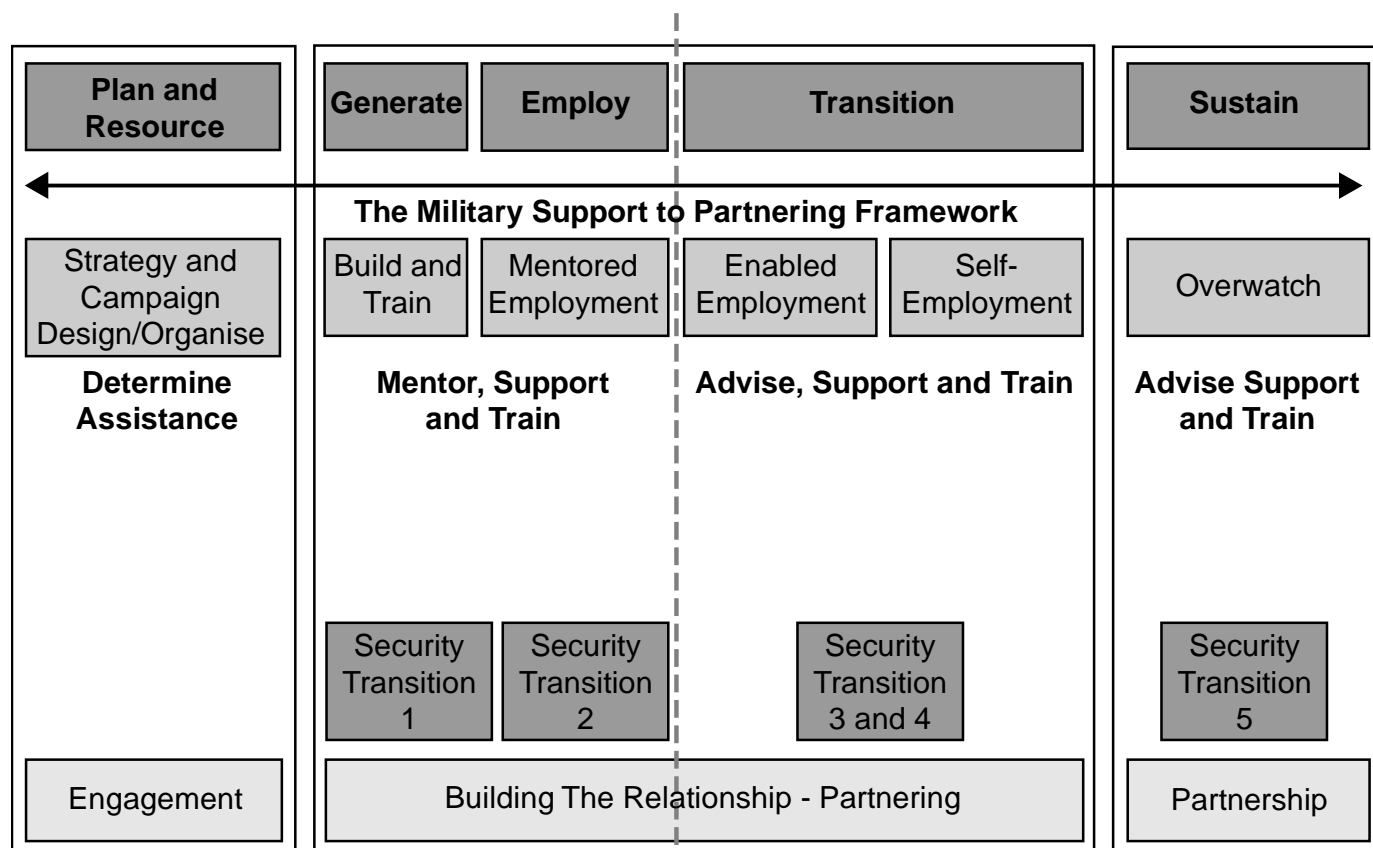 Plan and
Resource
Generate
Employ
Transition
Sustain
The Military Support to Partnering Framework
Strategy and
Campaign
Design/Organise
Build and
Train
Mentored
Employment
Enabled
Employment
Self-
Employment
Overwatch
Determine
Assistance
Mentor, Support
and Train
Advise, Support and Train
Advise Support
and Train
Security
Transition
1
Security
Transition
2
Security
Transition
3 and 4
Security
Transition
5
Engagement
Building The Relationship - Partnering
Partnership